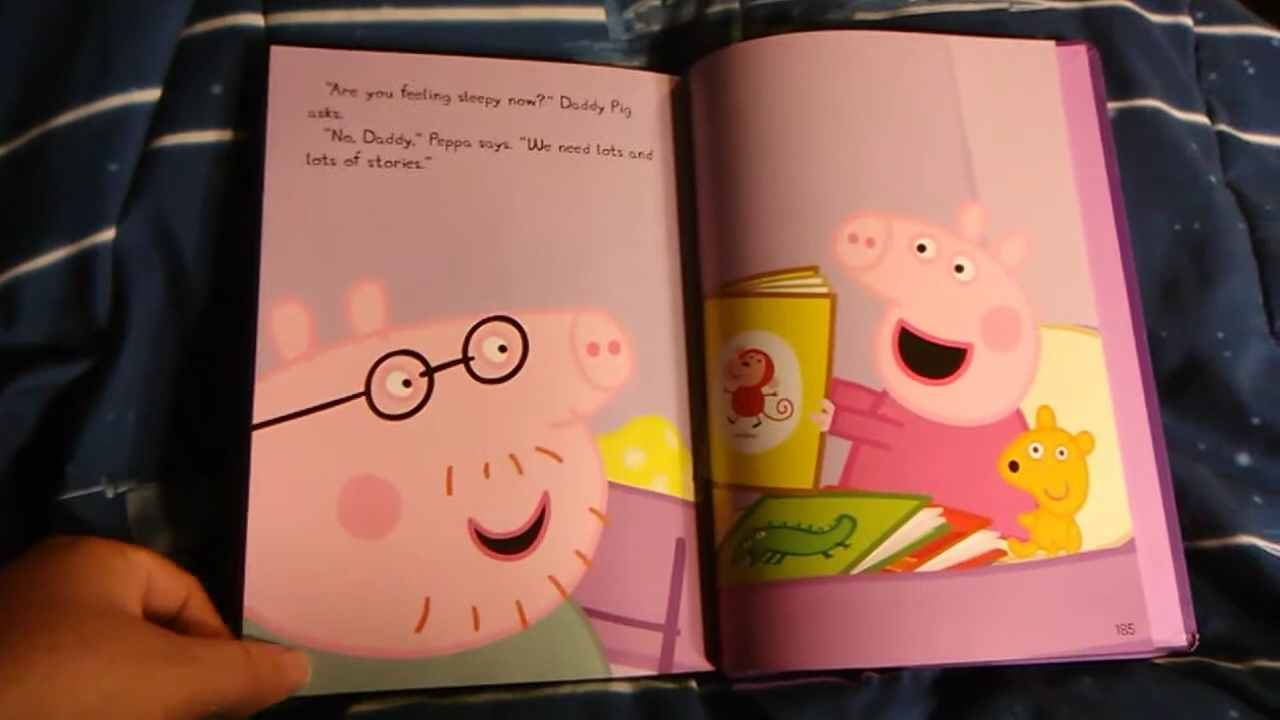 "Are you feeling sleepy now?" Daddy Pig
asks.
"No, Daddy," Peppa says. "We need lots and
lots of stories."
185